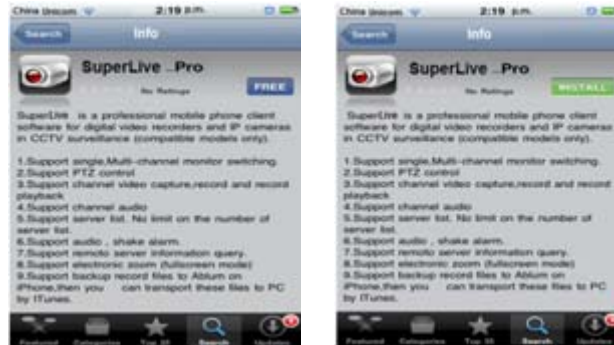 China Unicom 2:19 p.m.
Search Info
SuperLive Pro
No Ratings
FREE
SuperLive is a professional mobile phone client
software for digital video recorders and IP cameras
in CCTV surveillance (compatible models only).
1.Support single,Multi-channel monitor switching.
2.Support PTZ control
3.Support channel video capture,record and record
playback
4.Support channel audio
5.Support server list. No limit on the number of
server list.
6.Support audio , shake alarm.
7.Support remote server information query.
8.Support electronic zoom (fullscreen mode)
9.Support backup record files to Ablum on
iPhone,then you can transport these files to PC
by iTunes.
Featured Categories Top 25 Search Updates
China Unicom 2:19 p.m.
Search Info
SuperLive Pro
No Ratings
INSTALL
SuperLive is a professional mobile phone client
software for digital video recorders and IP cameras
in CCTV surveillance (compatible models only).
1.Support single,Multi-channel monitor switching.
2.Support PTZ control
3.Support channel video capture,record and record
playback
4.Support channel audio
5.Support server list. No limit on the number of
server list.
6.Support audio , shake alarm.
7.Support remote server information query.
8.Support electronic zoom (fullscreen mode)
9.Support backup record files to Ablum on
iPhone,then you can transport these files to PC
by iTunes.
Featured Categories Top 25 Search Updates